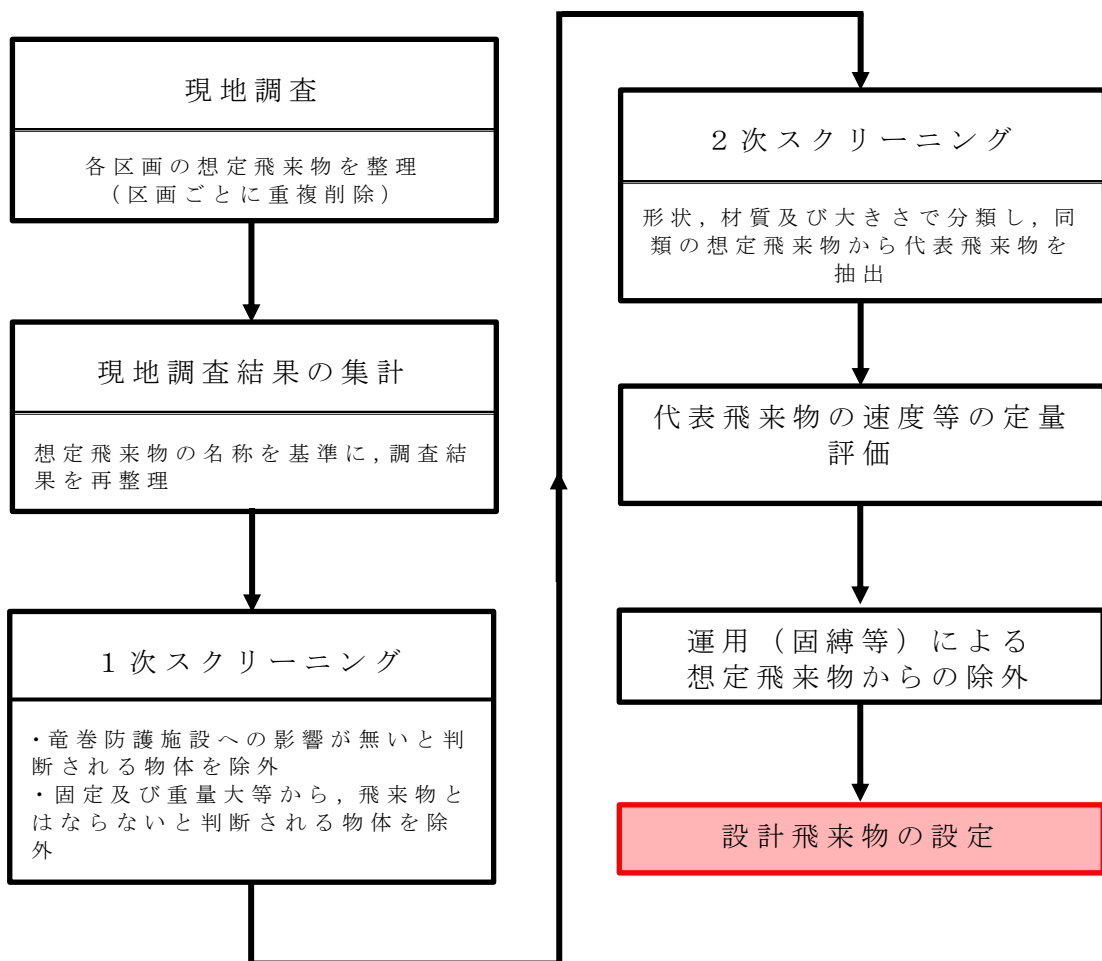 現地調査
各区画の想定飛来物を整理
（区画ごとに重複削除）
現地調査結果の集計
想定飛来物の名称を基準に，調査結
果を再整理
１次スクリーニング
・竜巻防護施設への影響が無いと判
断される物体を除外
・固定及び重量大等から，飛来物と
はならないと判断される物体を除
外
２次スクリーニング
形状，材質及び大きさで分類し，同
類の想定飛来物から代表飛来物を
抽出
代表飛来物の速度等の定量
評価
運用（固縛等）による
想定飛来物からの除外
設計飛来物の設定